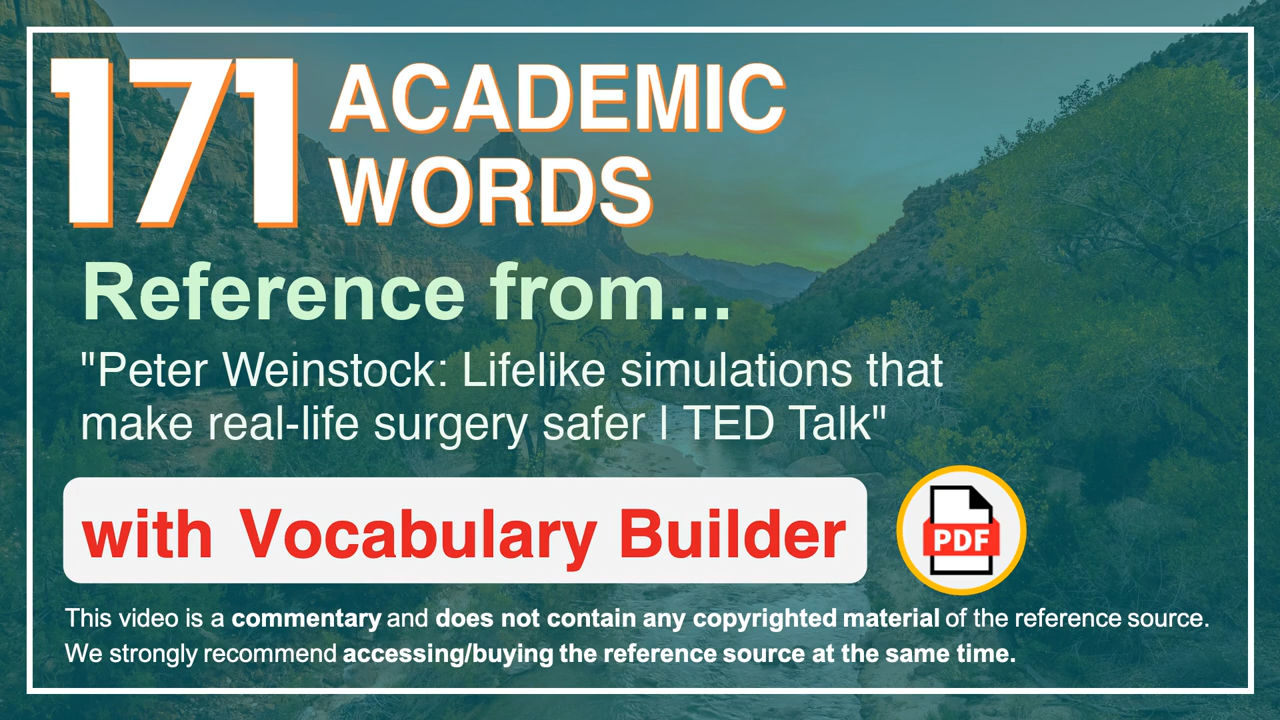 171 ACADEMIC
WORDS
Reference from...
"Peter Weinstock: Lifelike simulations that
make real-life surgery safer | TED Talk"
with Vocabulary Builder
PDF
This video is a commentary and does not contain any copyrighted material of the reference source.
We strongly recommend accessing/buying the reference source at the same time.